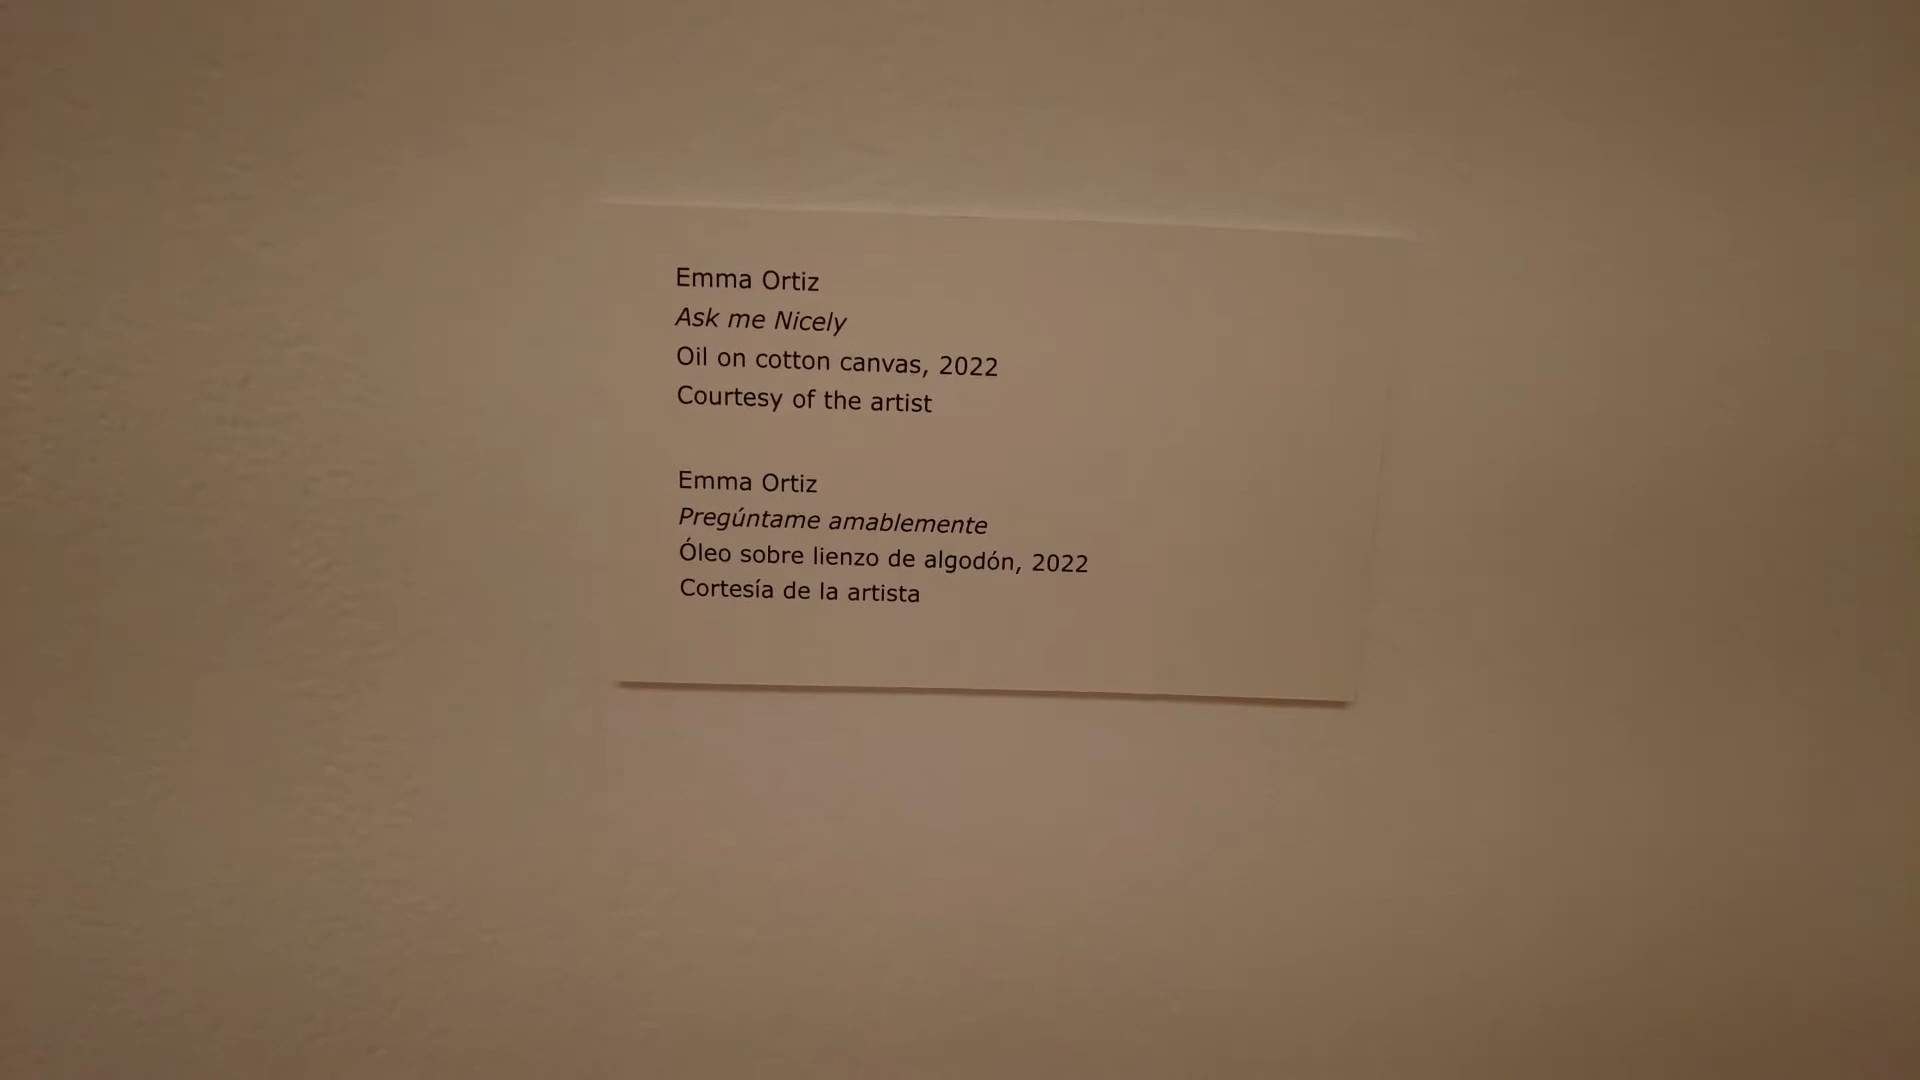 Emma Ortiz
Ask me Nicely
Oil on cotton canvas, 2022
Courtesy of the artist
Emma Ortiz
Pregúntame amablemente
Óleo sobre lienzo de algodón, 2022
Cortesía de la artista